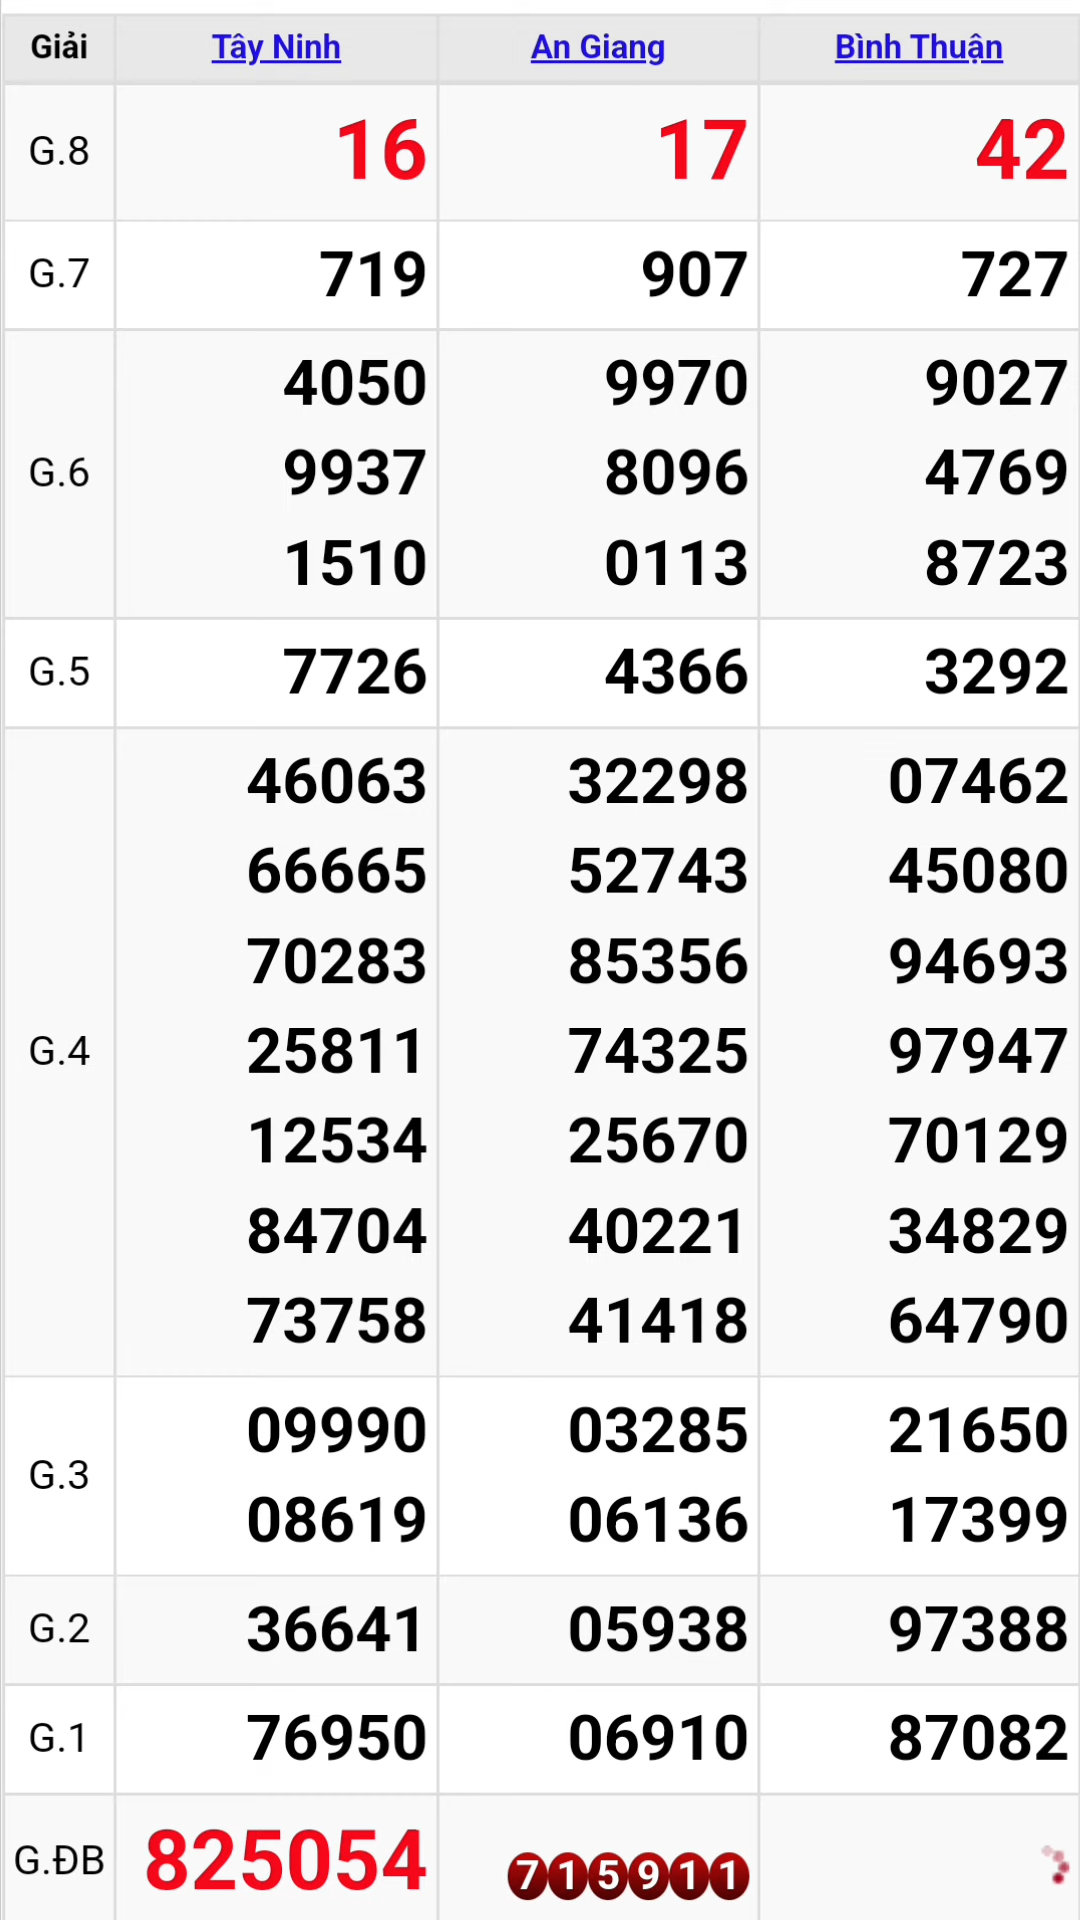 Giải Tây Ninh An Giang Bình Thuận
G.8 16 17 42
G.7 719 907 727
4050 9970 9027
G.6 9937 8096 4769
1510 0113 8723
G.5 7726 4366 3292
46063 32298 07462
66665 52743 45080
70283 85356 94693
G.4 25811 74325 97947
12534 25670 70129
84704 40221 34829
73758 41418 64790
09990 03285 21650
G.3
08619 06136 17399
G.2 36641 05938 97388
G.1 76950 06910 87082
G.ĐB 825054 715911